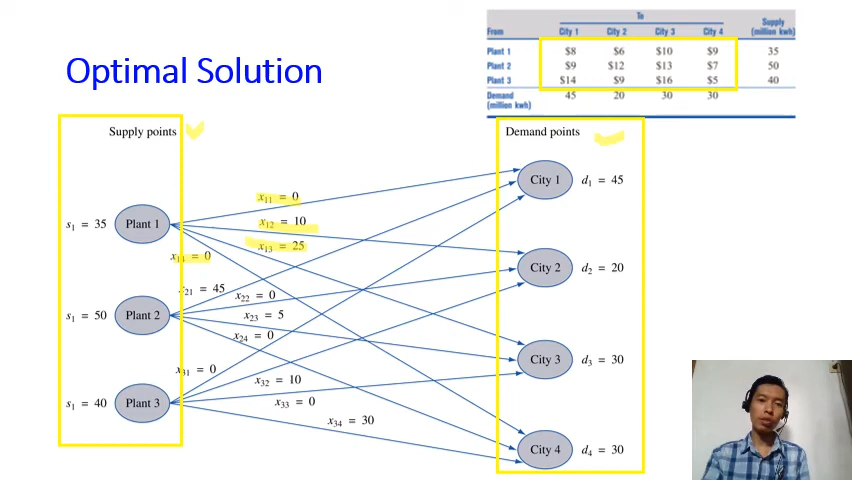 Optimal Solution
To
Supply
From City 1 City 2 City 3 City 4 (million kwh)
Plant 1 $8 $6 $10 $9 35
Plant 2 $9 $12 $13 $7 50
Plant 3 $14 $9 $16 $5 40
Demand 45 20 30 30
(million kwh)
Supply points
Demand points
x11 = 0
x12 = 10
x13 = 25
x14 = 0
x21 = 45
x22 = 0
x23 = 5
x24 = 0
x31 = 0
x32 = 10
x33 = 0
x34 = 30
s1 = 35 Plant 1
s1 = 50 Plant 2
s1 = 40 Plant 3
City 1 d1 = 45
City 2 d2 = 20
City 3 d3 = 30
City 4 d4 = 30